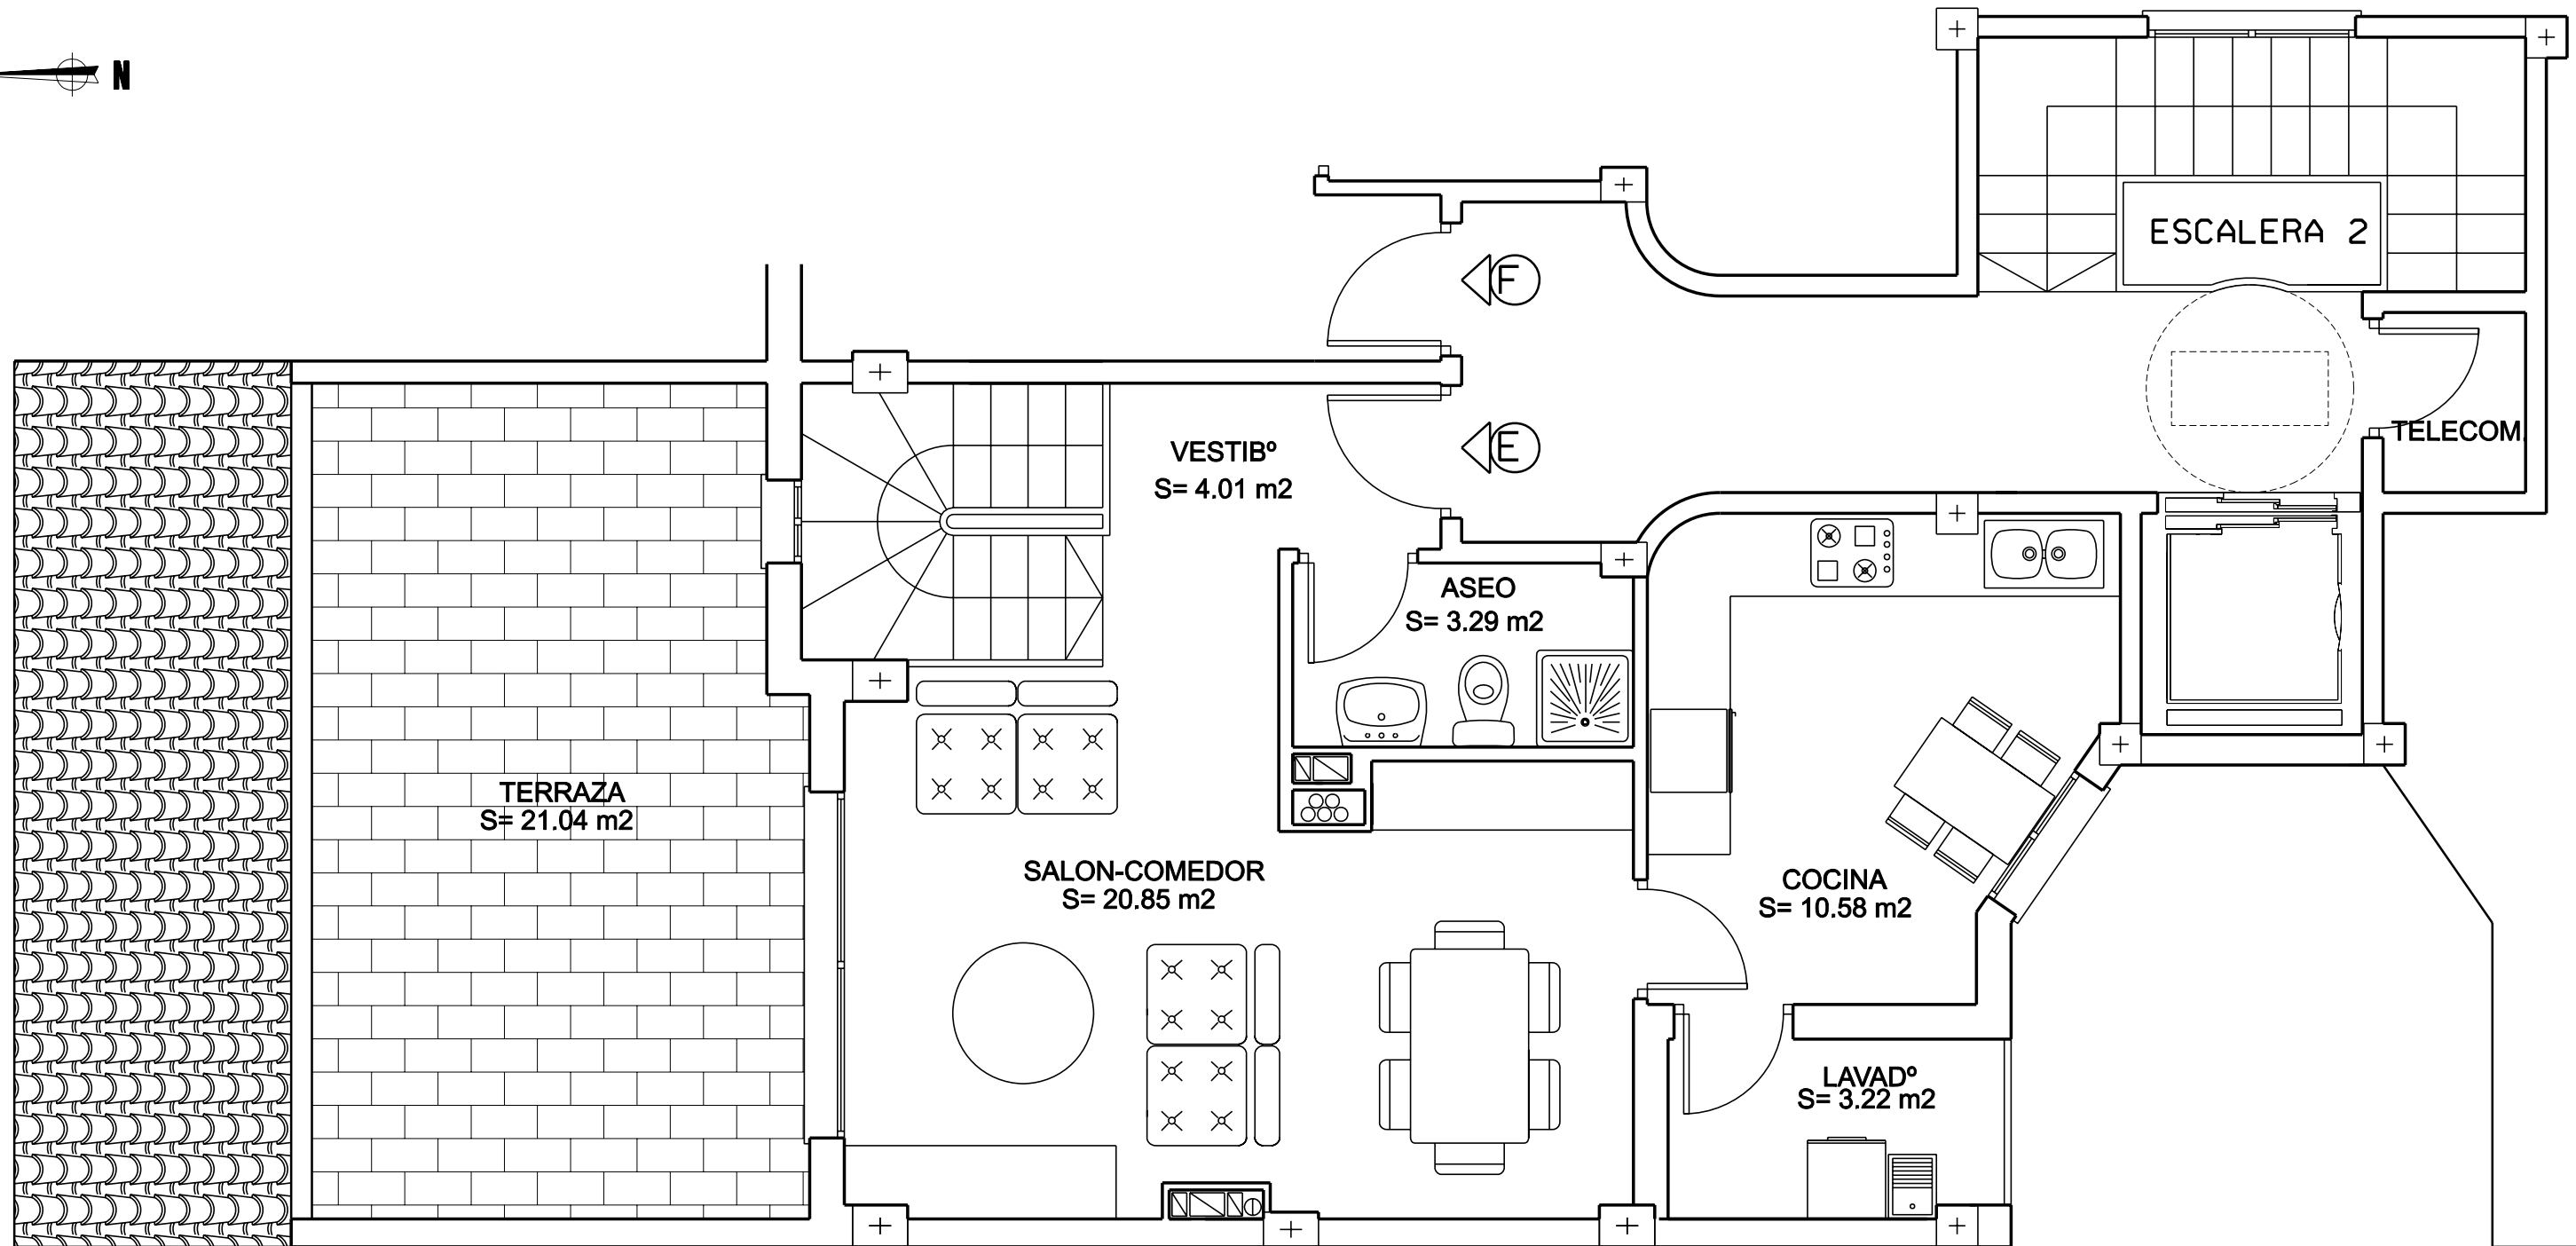 N
ESCALERA 2
F
TELECOM.
VESTIBº
S= 4.01 m2
E
ASEO
S= 3.29 m2
TERRAZA
S= 21.04 m2
SALON-COMEDOR
S= 20.85 m2
COCINA
S= 10.58 m2
LAVADº
S= 3.22 m2